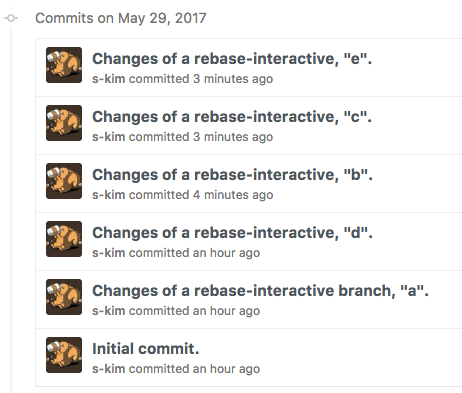 Commits on May 29, 2017
Changes of a rebase-interactive, "e".
s-kim committed 3 minutes ago
Changes of a rebase-interactive, "c".
s-kim committed 3 minutes ago
Changes of a rebase-interactive, "b".
s-kim committed 4 minutes ago
Changes of a rebase-interactive, "d".
s-kim committed an hour ago
Changes of a rebase-interactive branch, "a".
s-kim committed an hour ago
Initial commit.
s-kim committed an hour ago